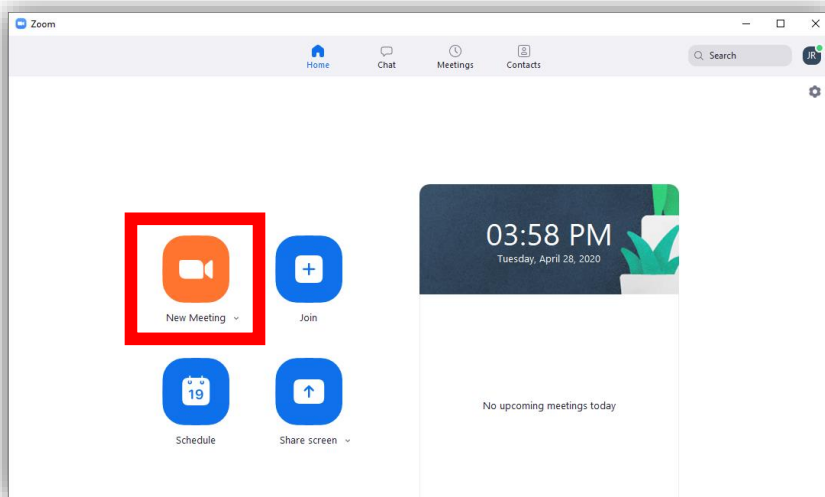 Zoom
Home
Chat
Meetings
Contacts
Search
JR
03:58 PM
Tuesday, April 28, 2020
New Meeting
Join
19
Schedule
Share screen
No upcoming meetings today